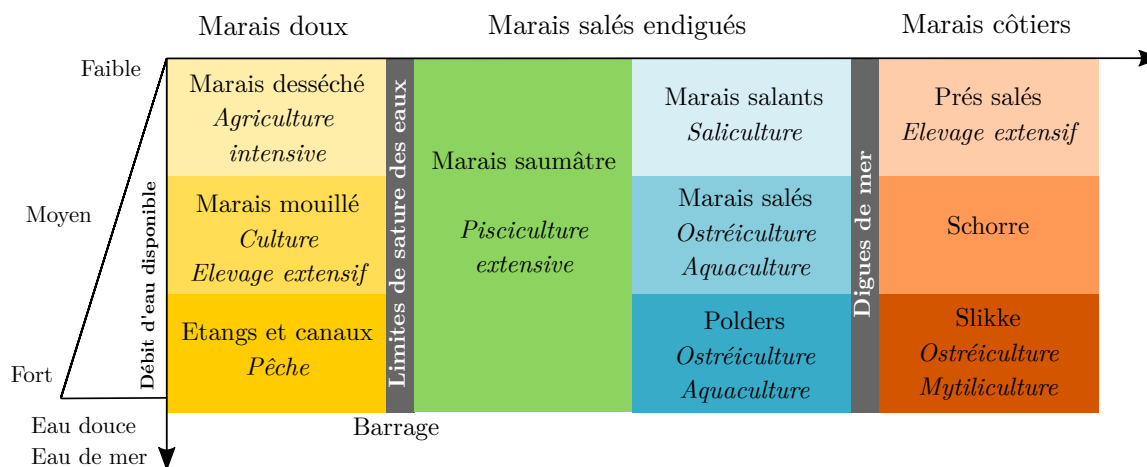 Marais doux
Marais salés endigués
Marais côtiers
Faible
Moyen
Fort
Débit d'eau disponible
Eau douce
Eau de mer
Marais desséché
Agriculture
intensive
Marais mouillé
Culture
Elevage extensif
Etangs et canaux
Pêche
Limites de sature des eaux
Barrage
Marais saumâtre
Pisciculture
extensive
Marais salants
Saliculture
Marais salés
Ostréiculture
Aquaculture
Polders
Ostréiculture
Aquaculture
Digues de mer
Prés salés
Elevage extensif
Schorre
Slikke
Ostréiculture
Mytiliculture